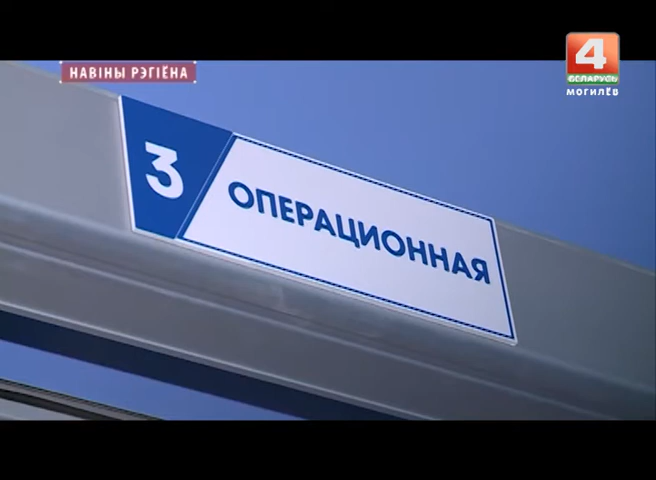 НАВІНЫ РЭГІЁНА
4
БЕЛАРУСЬ
МОГИЛЁВ
3
ОПЕРАЦИОННАЯ